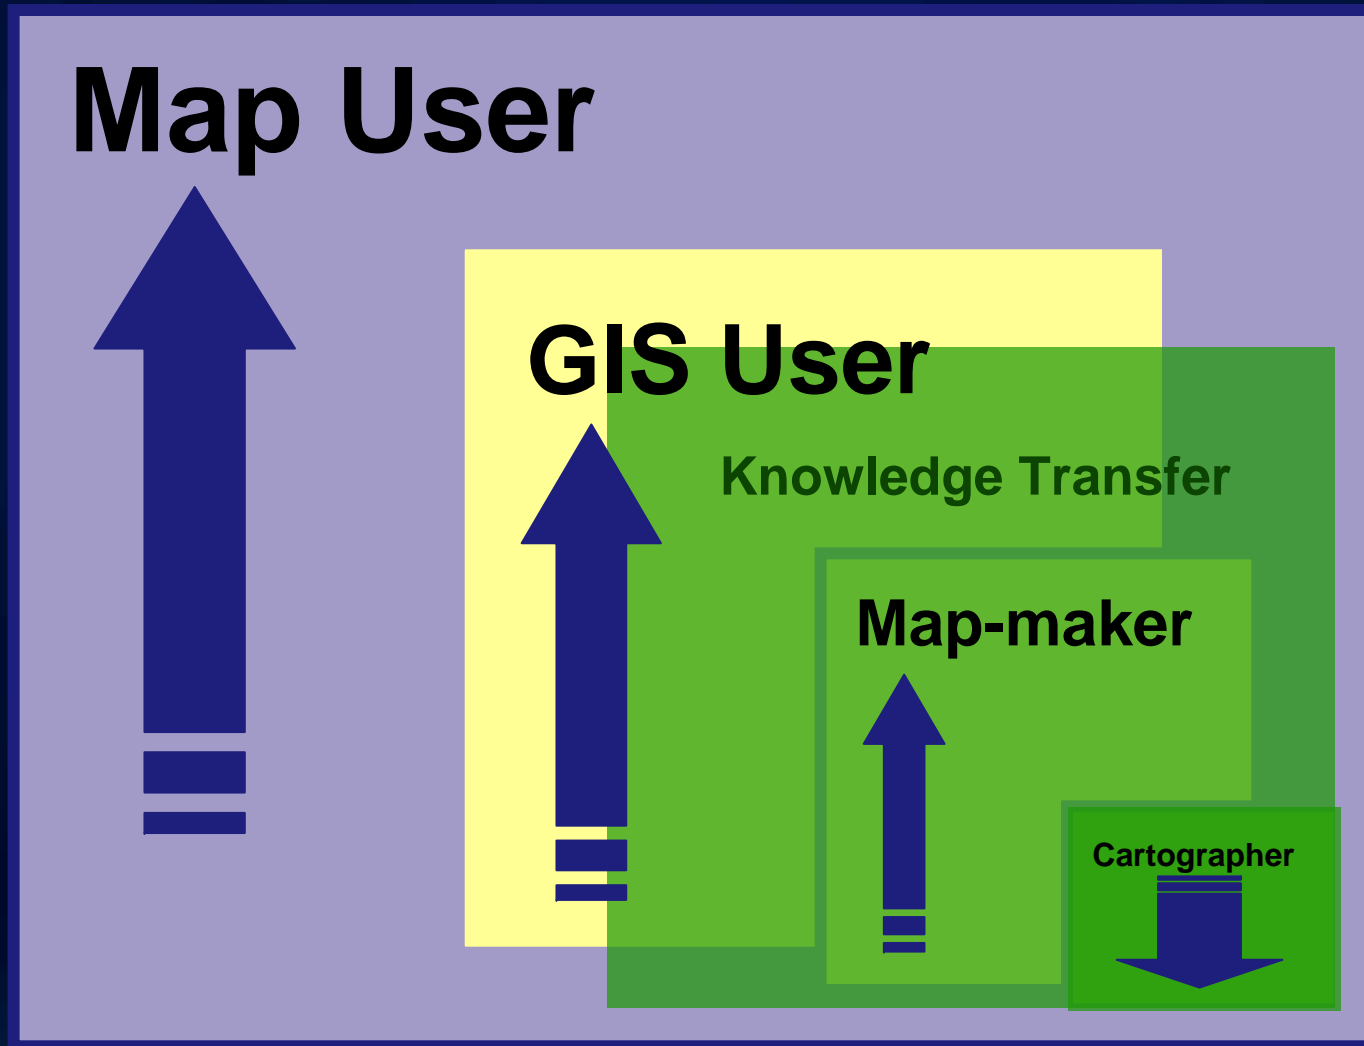 Map User
GIS User
Knowledge Transfer
Map-maker
Cartographer